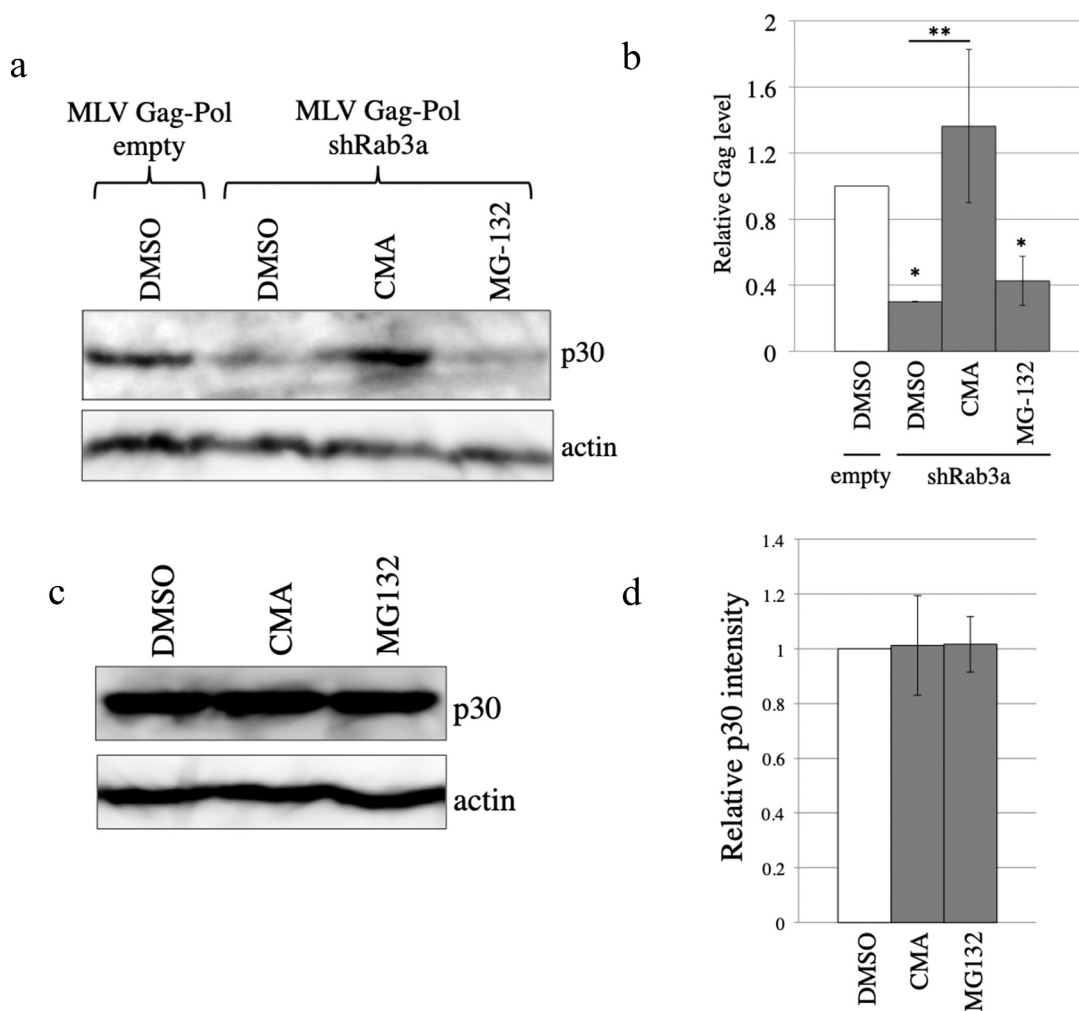 a
MLV Gag-Pol
empty
MLV Gag-Pol
shRab3a
DMSO
DMSO
CMA
MG-132
p30
actin
b
Relative Gag level
2
1.6
1.2
0.8
0.4
0
**
*
*
DMSO
DMSO
CMA
MG-132
empty
shRab3a
c
DMSO
CMA
MG132
p30
actin
d
Relative p30 intensity
1.4
1.2
1
0.8
0.6
0.4
0.2
0
DMSO
CMA
MG132